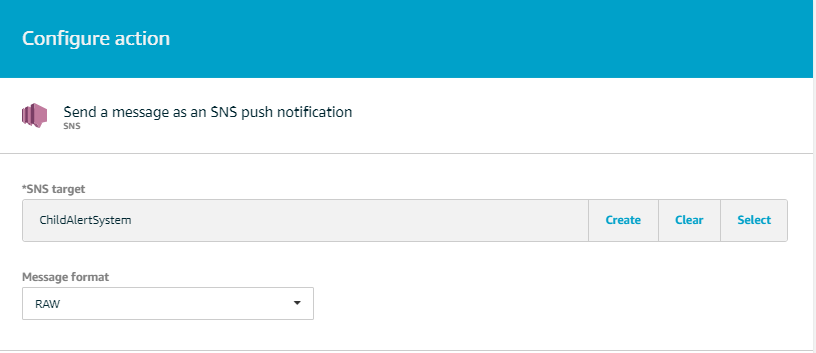 Configure action
Send a message as an SNS push notification
SNS
*SNS target
ChildAlertSystem Create Clear Select
Message format
RAW